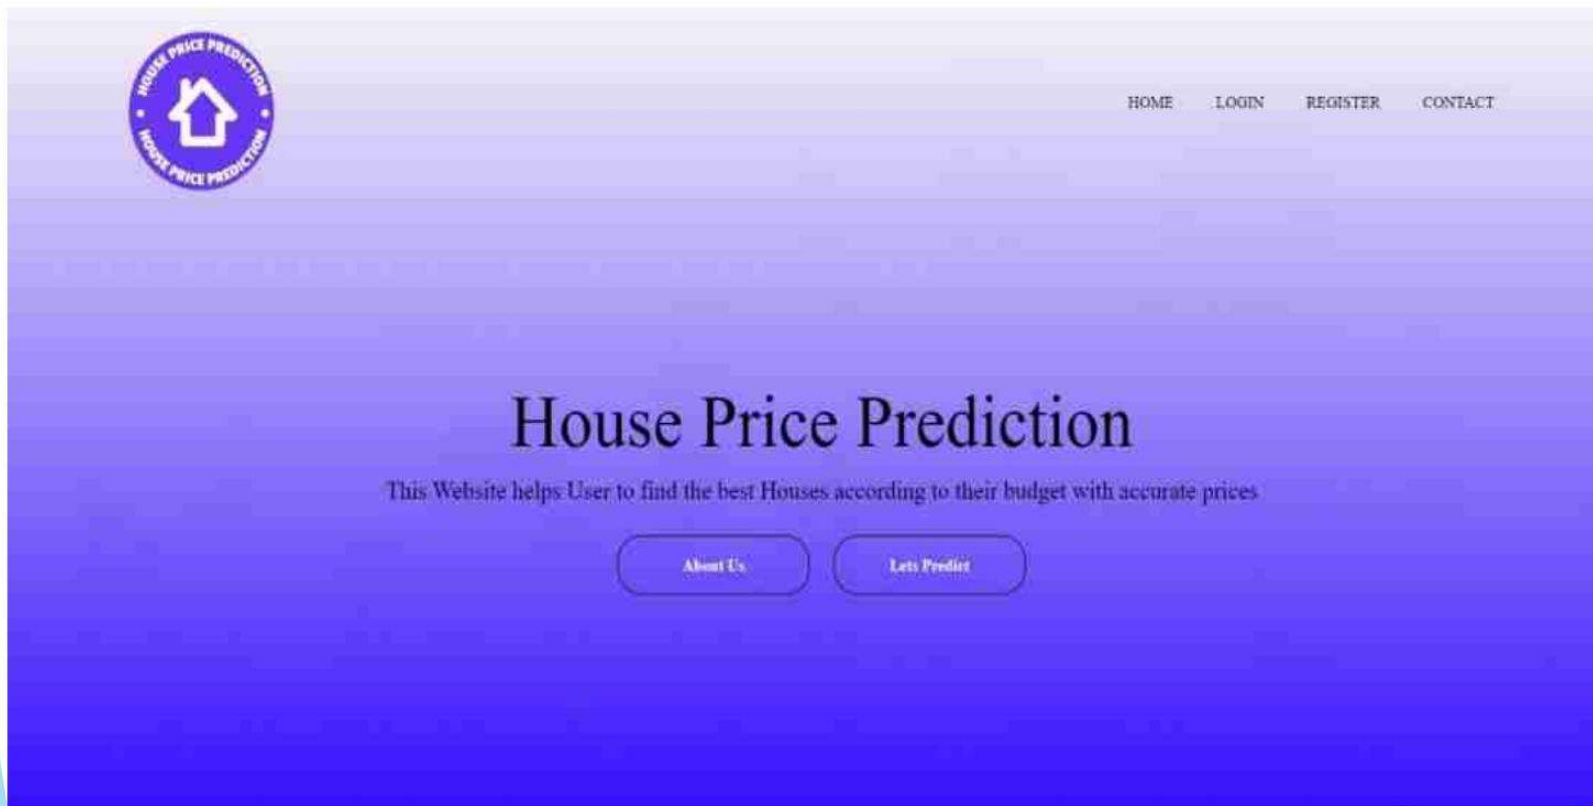 HOUSE PRICE PREDICTION
HOUSE PRICE PREDICTION
HOME LOGIN REGISTER CONTACT
House Price Prediction
This Website helps User to find the best Houses according to their budget with accurate prices
About Us Lets Predict